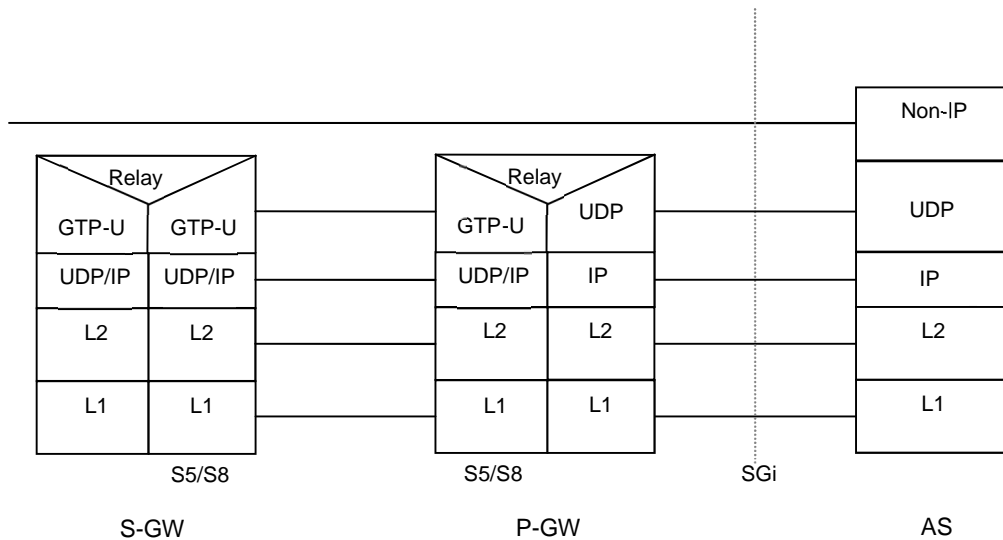 Non-IP
Relay Relay
UDP UDP
GTP-U GTP-U GTP-U
UDP/IP UDP/IP UDP/IP IP IP
L2 L2 L2 L2 L2
L1 L1 L1 L1 L1
S5/S8 S5/S8 SGi
S-GW P-GW AS